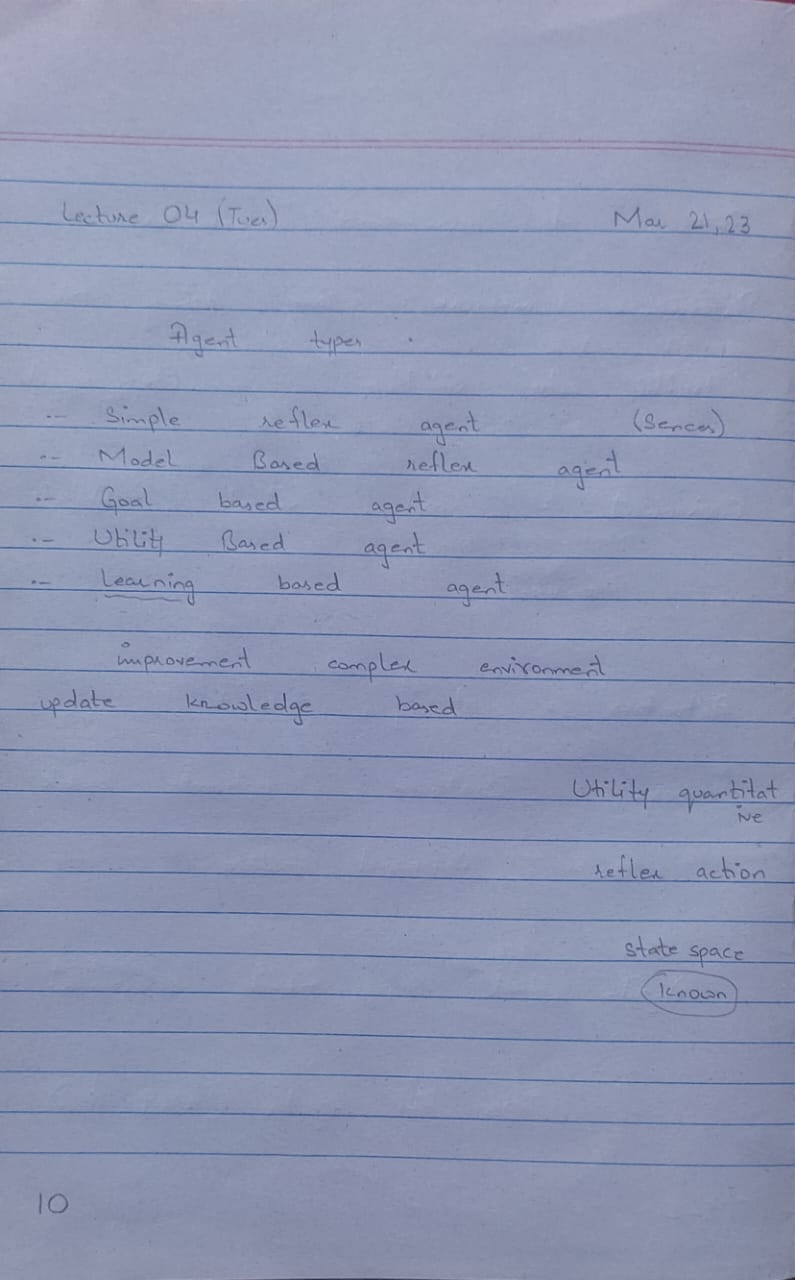 Lecture 04 (Tues) Mar 21, 23
Agent types .
.-- Simple reflex agent (Sences)
.-- Model Based reflex agent
.-- Goal based agent
.-- Utility Based agent
.-- Learning based agent
improvement complex environment
update knowledge based
Utility quantitat
ive
reflex action
state space
known
10